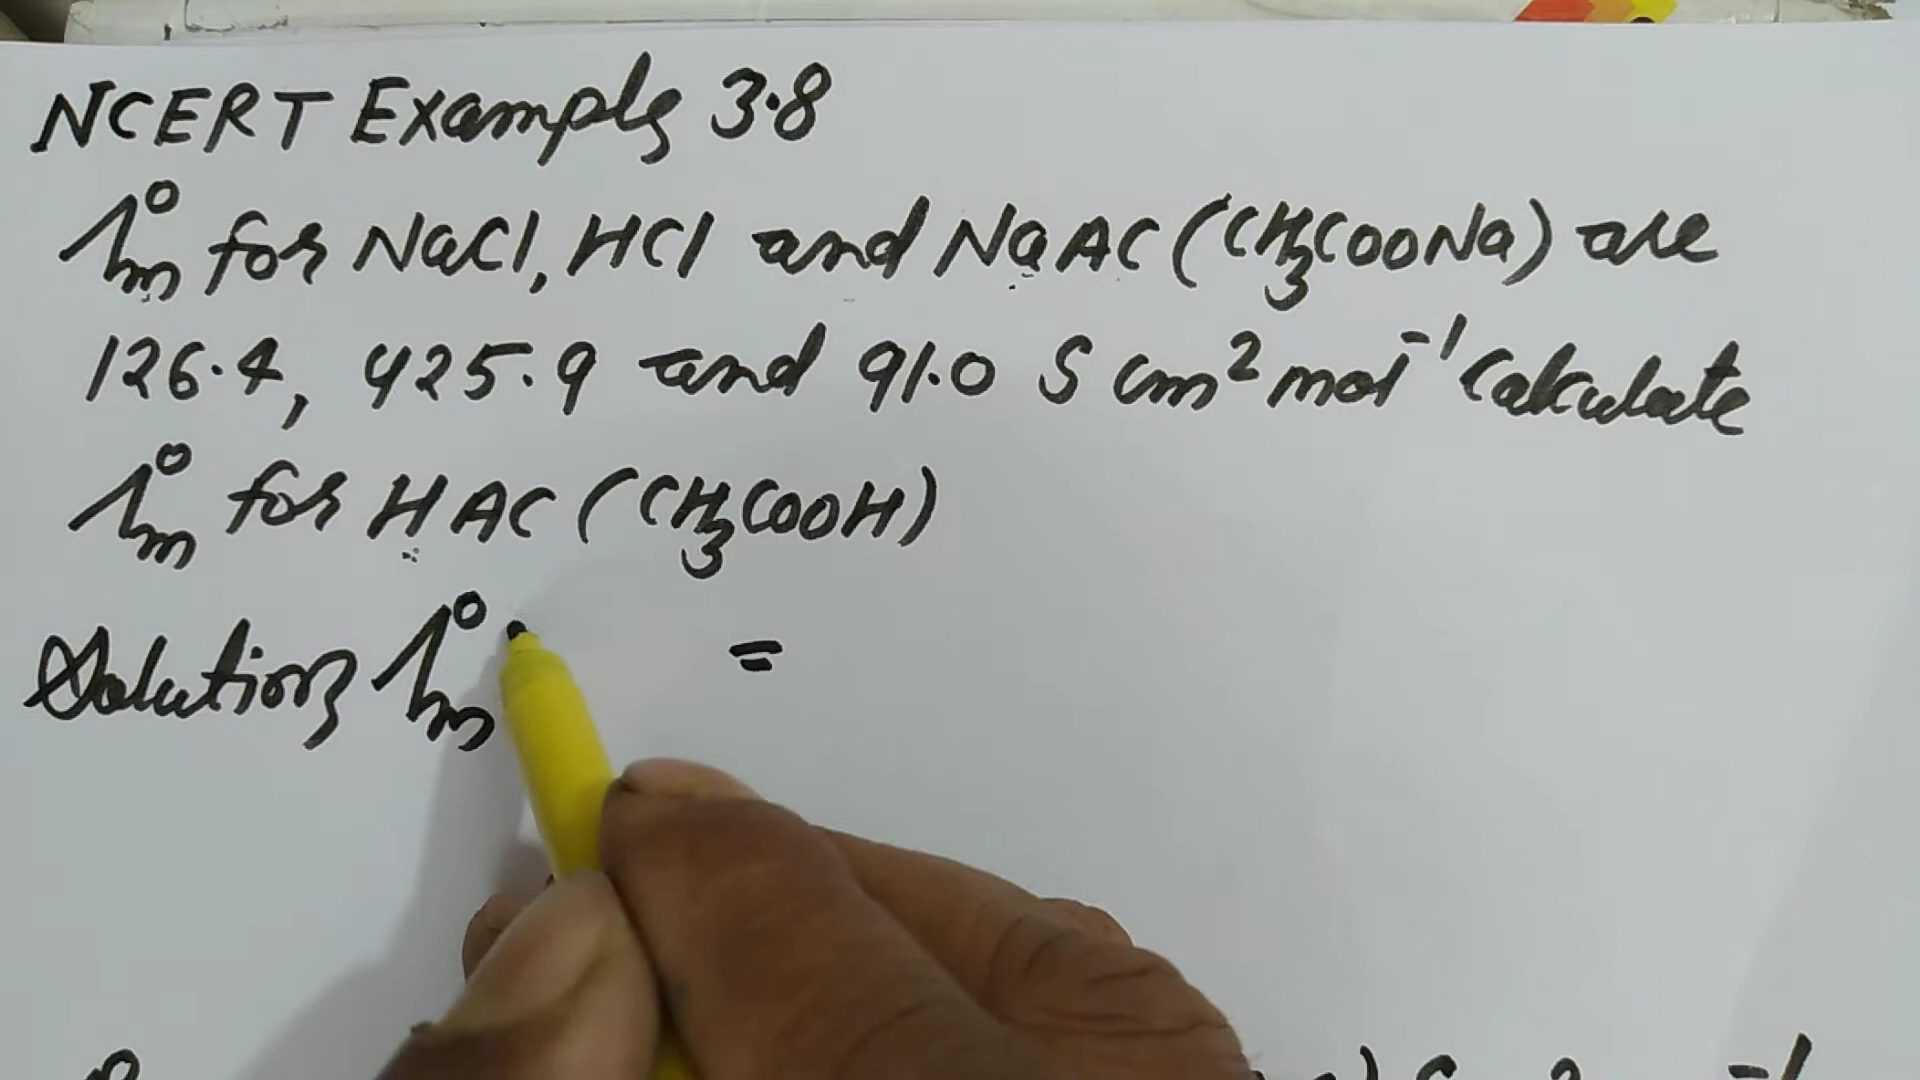 NCERT Example 3.8
Λ°m for NaCl, HCl and NaAC (CH3COONa) are
126.4, 425.9 and 91.0 S cm² mol⁻¹ Calculate
Λ°m for HAC (CH3COOH)
Solution Λ°m =